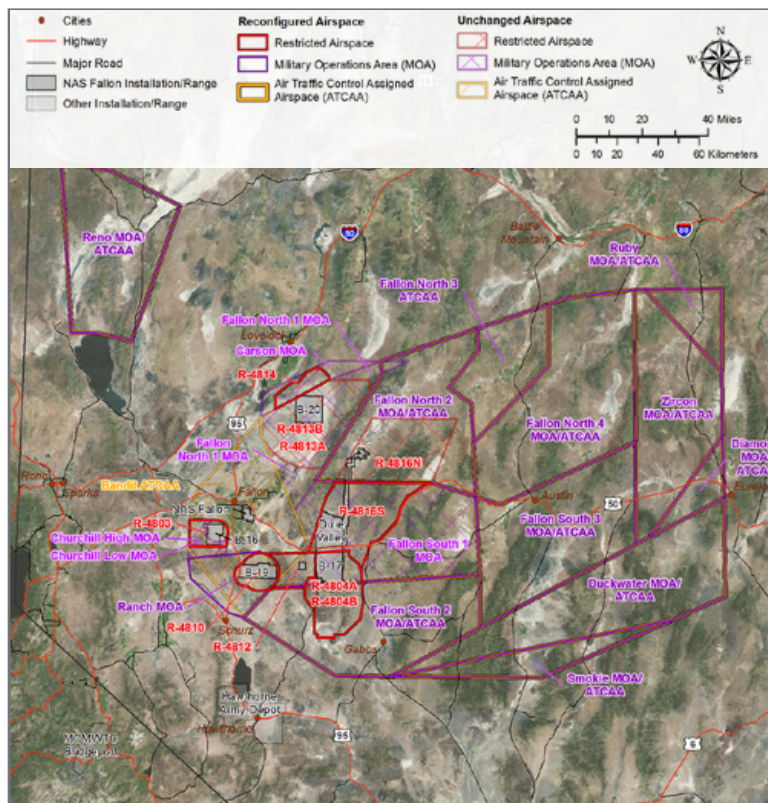 Cities
Highway
Major Road
NAS Fallon Installation/Range
Other Installation/Range
Reconfigured Airspace
Restricted Airspace
Military Operations Area (MOA)
Air Traffic Control Assigned
Airspace (ATCAA)
Unchanged Airspace
Restricted Airspace
Military Operations Area (MOA)
Air Traffic Control Assigned
Airspace (ATCAA)
N
W E
S
0 10 20 40 Miles
0 10 20 40 60 Kilometers
Reno MOA/
ATCAA
80
Battle
Mountain
80
Ruby
MOA/ATCAA
Fallon North 3
ATCAA
Fallon North 1 MOA
Lovelock
Carson MOA
R-4814
B-20
95
R-4813B
R-4813A
Fallon North 2
MOA/ATCAA
Fallon North 4
MOA/ATCAA
Zircon
MOA/ATCAA
Fallon
North 1 MOA
R-4816N
Reno
Sparks
Bandit ATCAA
Fallon
Austin
50
NAS Fallon
R-4803
R-4816S
Dixie
Valley
Fallon South 3
MOA/ATCAA
Churchill High MOA
B-16
Churchill Low MOA
Fallon South 1
MOA
B-17
B-19
R-4804A
R-4804B
Duckwater MOA/
ATCAA
Ranch MOA
Fallon South 2
MOA/ATCAA
R-4810
Schurz
R-4812
Gabbs
Smokie MOA/
ATCAA
Hawthorne
Army Depot
Hawthorne
95
MCMWTC
Bridgeport
6